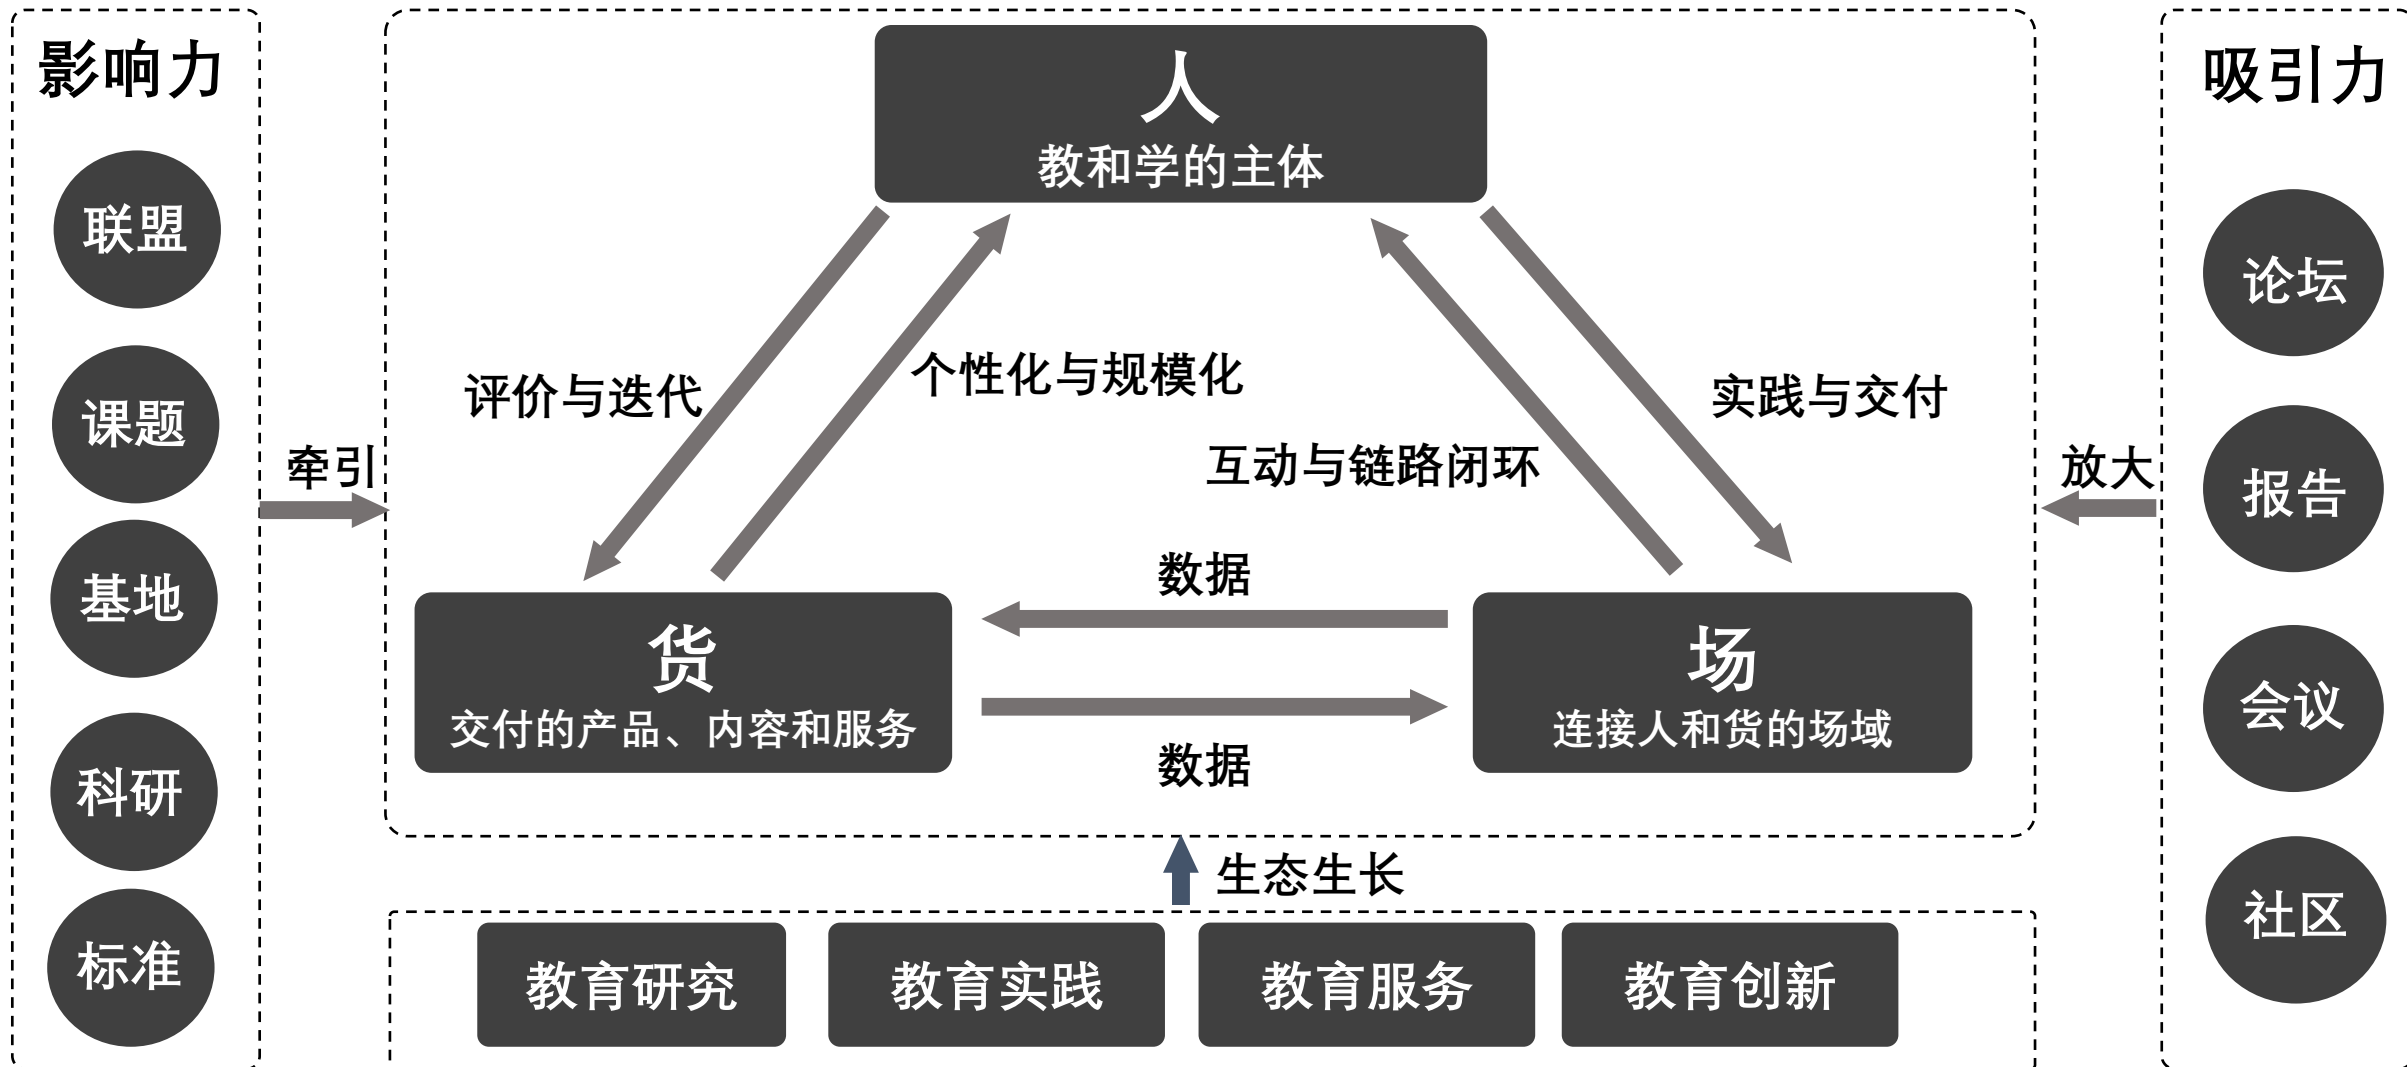 影响力
联盟
课题
基地
科研
标准
牵引
人
教和学的主体
评价与迭代
个性化与规模化
互动与链路闭环
实践与交付
数据
货
交付的产品、内容和服务
场
连接人和货的场域
数据
生态生长
教育研究
教育实践
教育服务
教育创新
放大
吸引力
论坛
报告
会议
社区